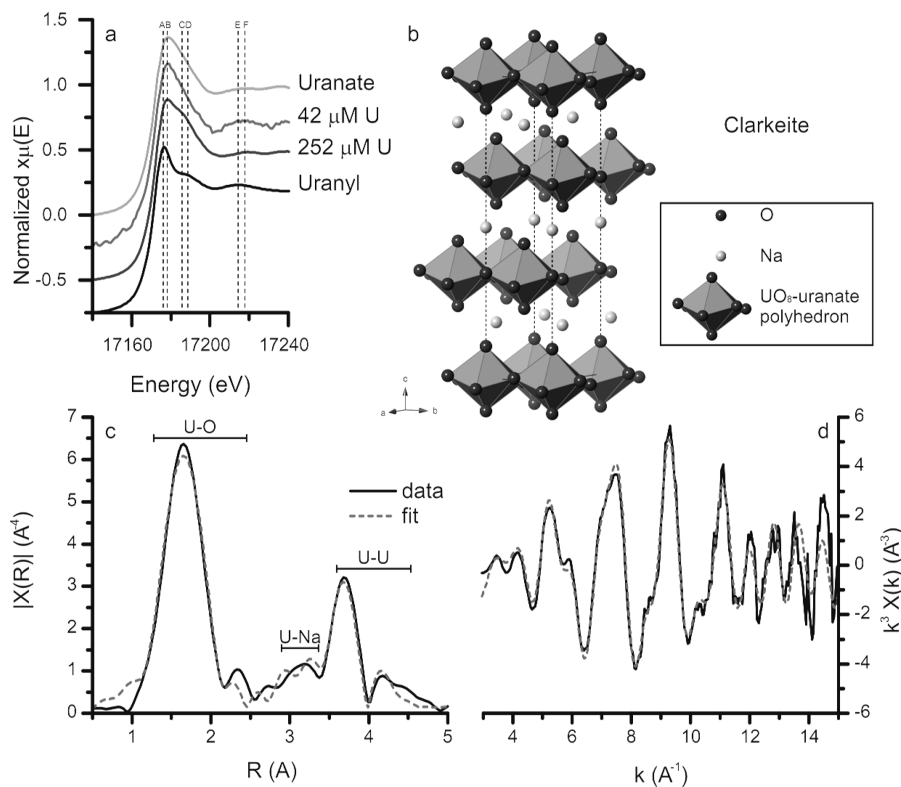 a
A B C D E F
1.5
1.0
0.5
0.0
-0.5
Normalized xμ(E)
Uranate
42 μM U
252 μM U
Uranyl
17160 17200 17240
Energy (eV)
b
Clarkeite
O
Na
UO₈-uranate
polyhedron
c
a b
c
7
6
5
4
3
2
1
0
|X(R)| (A⁻⁴)
U-O
data
fit
U-U
U-Na
1 2 3 4 5
R (A)
d
6
4
2
0
-2
-4
-6
k³ X(k) (A⁻³)
4 6 8 10 12 14
k (A⁻¹)